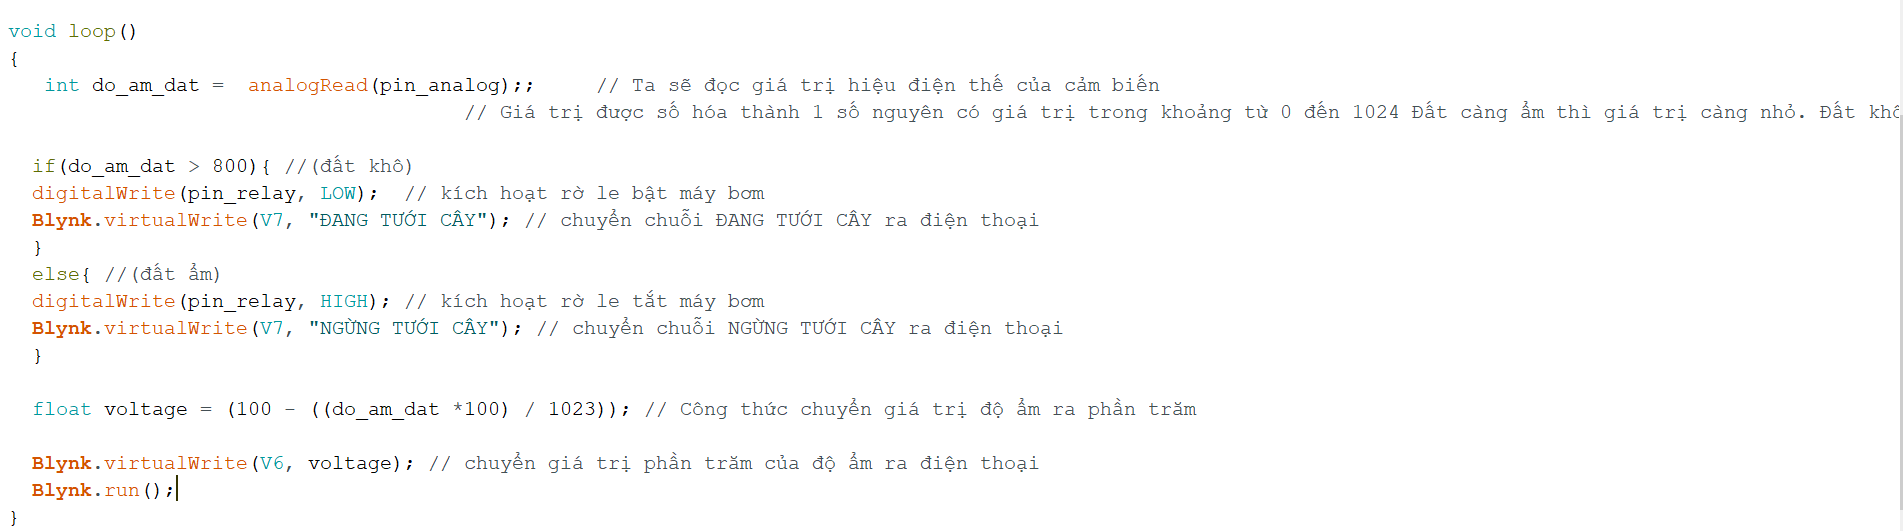 void loop()
{
int do_am_dat = analogRead(pin_analog);; // Ta sẽ đọc giá trị hiệu điện thế của cảm biến
// Giá trị được số hóa thành 1 số nguyên có giá trị trong khoảng từ 0 đến 1024 Đất càng ẩm thì giá trị càng nhỏ. Đất
if(do_am_dat > 800){ //(đất khô)
digitalWrite(pin_relay, LOW); // kích hoạt rờ le bật máy bơm
Blynk.virtualWrite(V7, "ĐANG TƯỚI CÂY"); // chuyển chuỗi ĐANG TƯỚI CÂY ra điện thoại
}
else{ //(đất ẩm)
digitalWrite(pin_relay, HIGH); // kích hoạt rờ le tắt máy bơm
Blynk.virtualWrite(V7, "NGỪNG TƯỚI CÂY"); // chuyển chuỗi NGỪNG TƯỚI CÂY ra điện thoại
}
float voltage = (100 - ((do_am_dat *100) / 1023)); // Công thức chuyển giá trị độ ẩm ra phần trăm
Blynk.virtualWrite(V6, voltage); // chuyển giá trị phần trăm của độ ẩm ra điện thoại
Blynk.run();
}